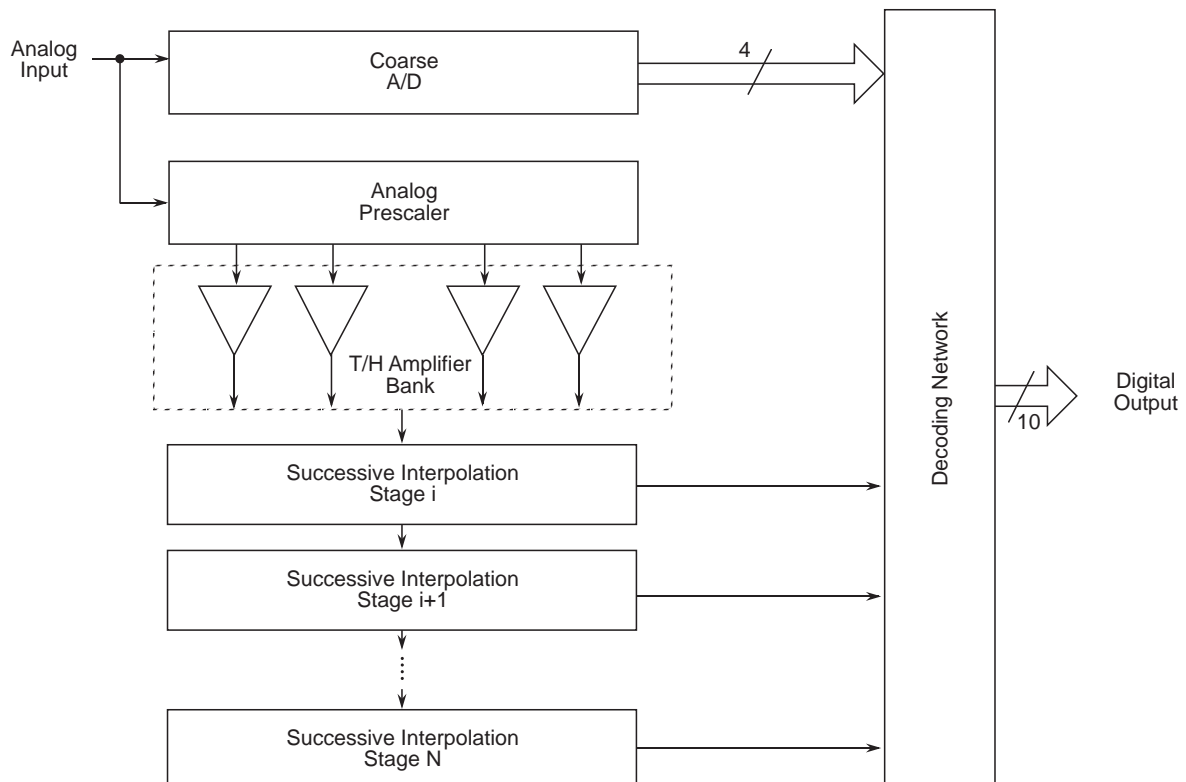 Analog
Input
Coarse
A/D
4
Analog
Prescaler
T/H Amplifier
Bank
Successive Interpolation
Stage i
Successive Interpolation
Stage i+1
Successive Interpolation
Stage N
Decoding Network
10
Digital
Output